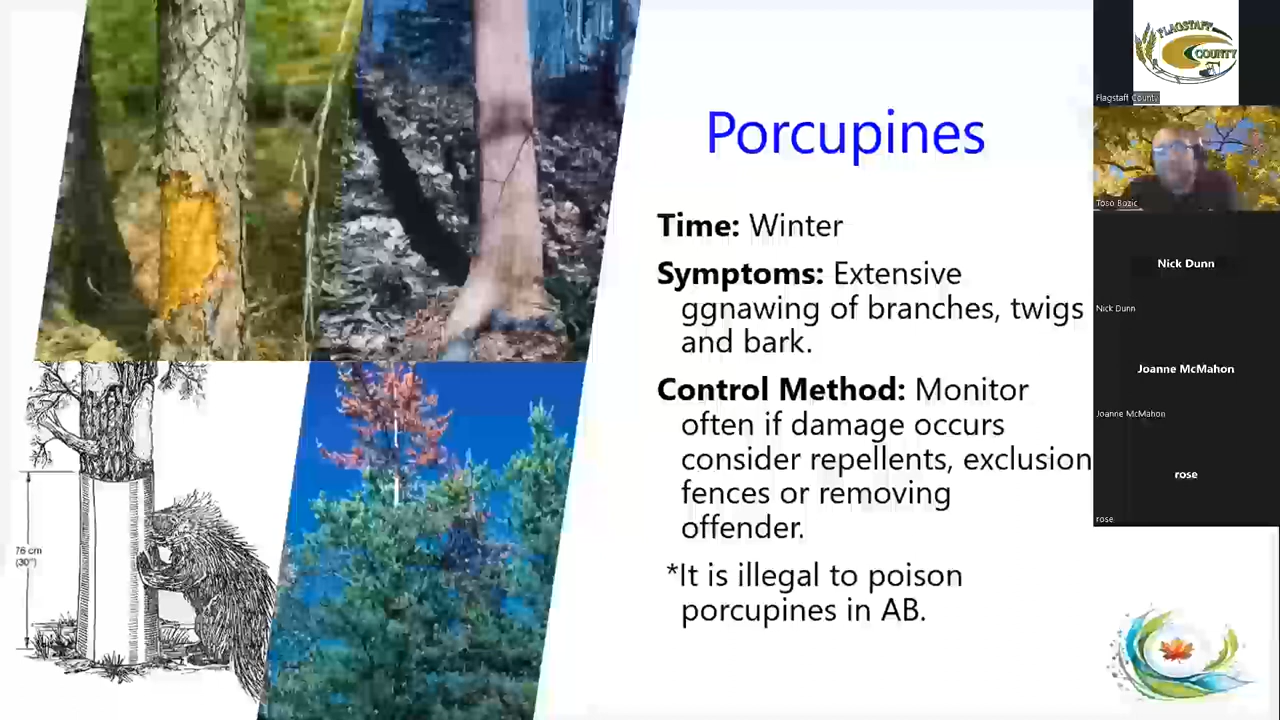 Porcupines
Time: Winter
Symptoms: Extensive
ggnawing of branches, twigs
and bark.
Control Method: Monitor
often if damage occurs
consider repellents, exclusion
fences or removing
offender.
*It is illegal to poison
porcupines in AB.
76 cm
(30")
FLAGSTAFF
COUNTY
Flagstaff County
Toso Bozic
Nick Dunn
Nick Dunn
Joanne McMahon
Joanne McMahon
rose
rose